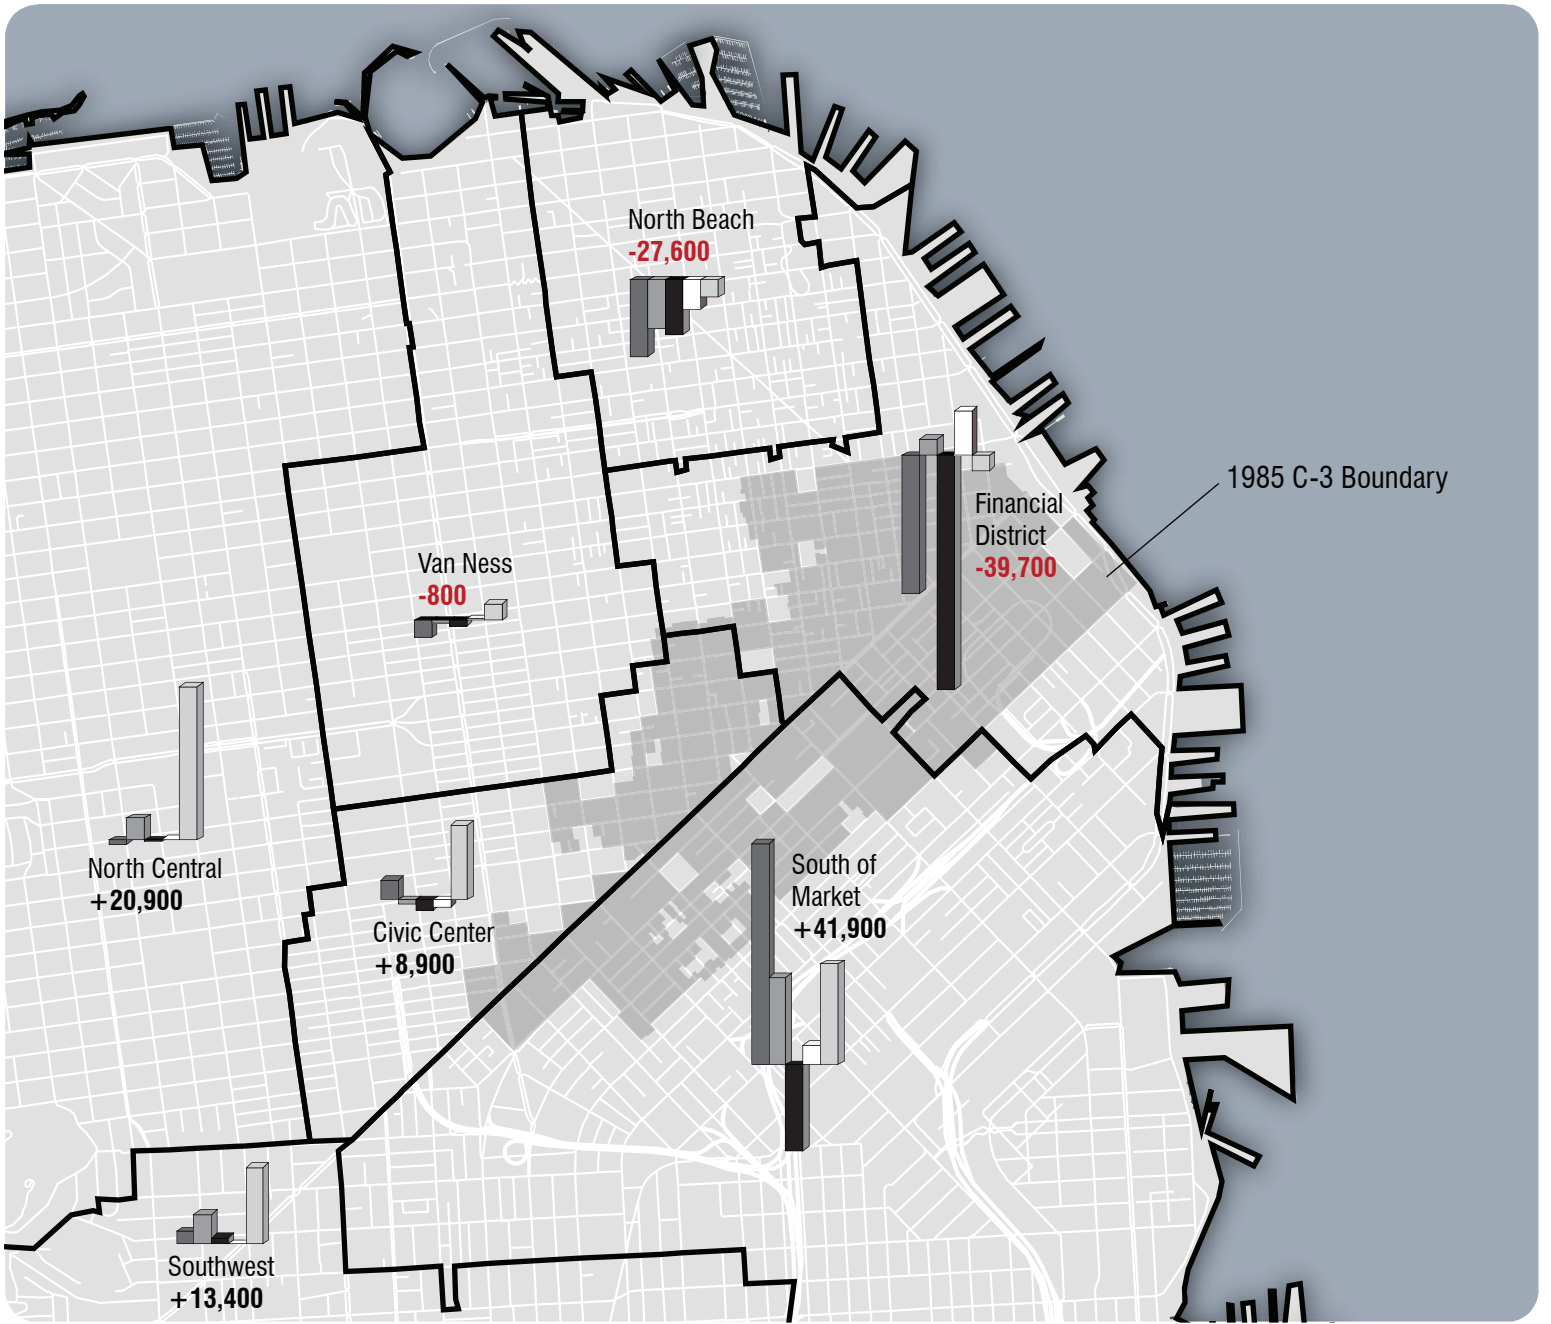 North Beach
-27,600
1985 C-3 Boundary
Financial
District
-39,700
Van Ness
-800
South of
Market
+41,900
North Central
+20,900
Civic Center
+8,900
Southwest
+13,400